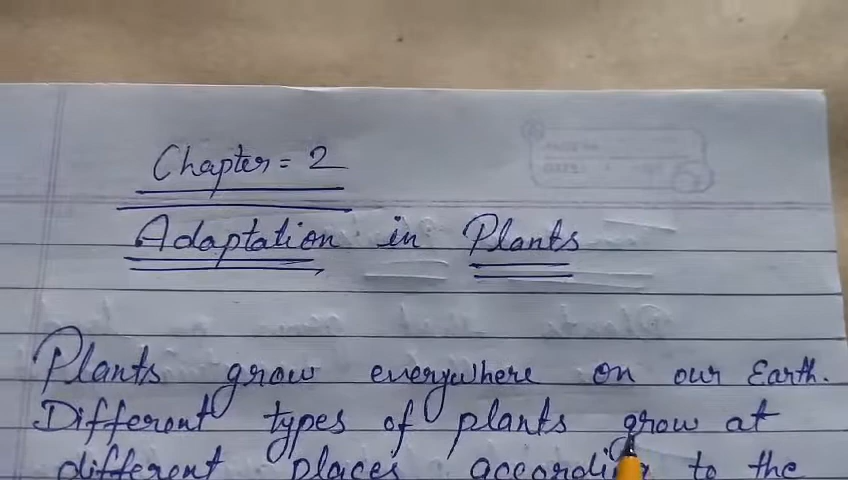 Chapter = 2
Adaptation in Plants
Plants grow everywhere on our Earth.
Different types of plants grow at
different places according to the